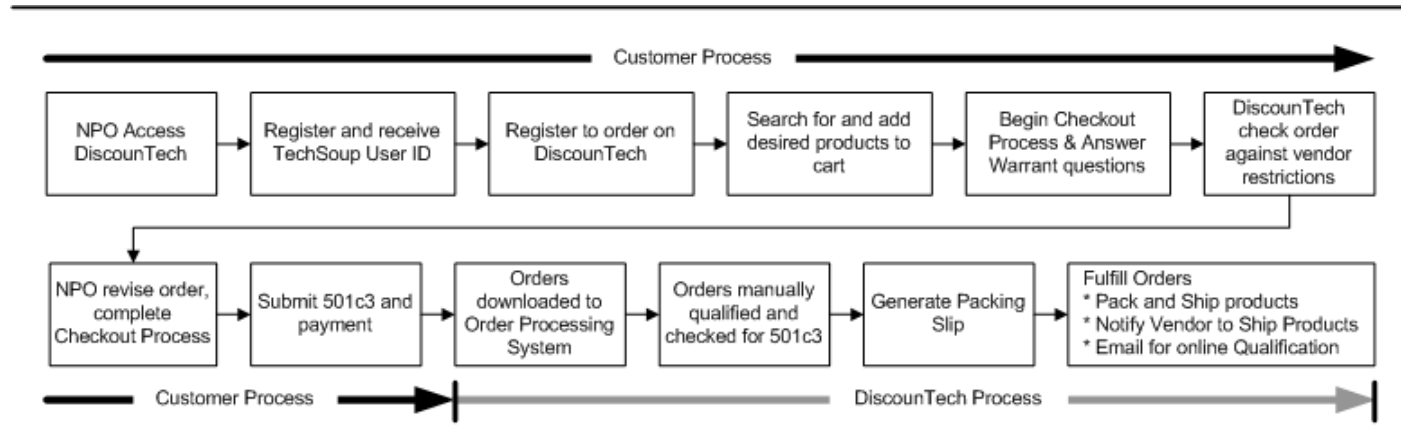 Customer Process
NPO Access
DiscounTech
Register and receive
TechSoup User ID
Register to order on
DiscounTech
Search for and add
desired products to
cart
Begin Checkout
Process & Answer
Warrant questions
DiscounTech
check order
against vendor
restrictions
NPO revise order,
complete
Checkout Process
Submit 501c3 and
payment
Orders
downloaded to
Order Processing
System
Orders manually
qualified and
checked for 501c3
Generate Packing
Slip
Fulfill Orders
* Pack and Ship products
* Notify Vendor to Ship Products
* Email for online Qualification
Customer Process
DiscounTech Process